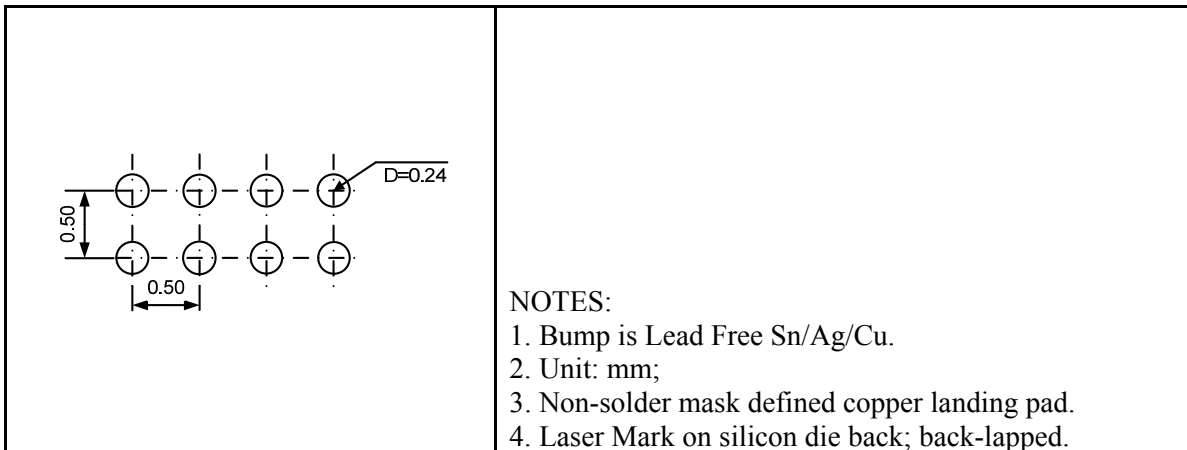 D=0.24
0.50
0.50
NOTES:
1. Bump is Lead Free Sn/Ag/Cu.
2. Unit: mm;
3. Non-solder mask defined copper landing pad.
4. Laser Mark on silicon die back; back-lapped.